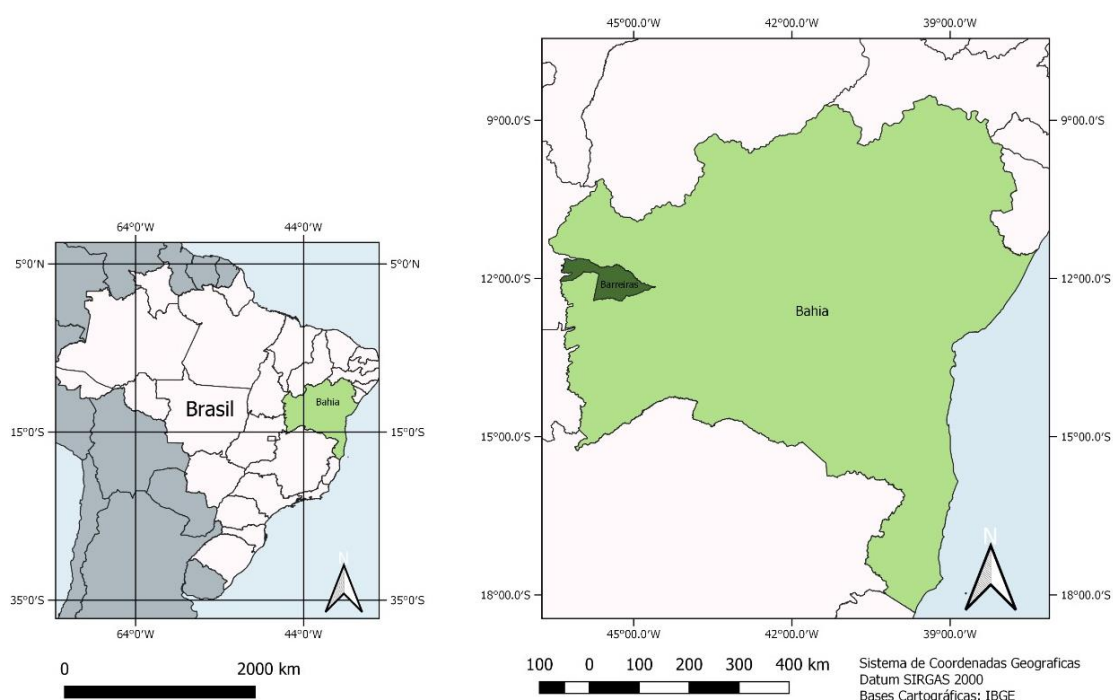 64°0'W 44°0'W
5°0'N 5°0'N
Bahia
Brasil
15°0'S 15°0'S
N
35°0'S 35°0'S
64°0'W 44°0'W
0 2000 km
45°00.0'W 42°00.0'W 39°00.0'W
9°00.0'S 9°00.0'S
12°00.0'S 12°00.0'S
Barreiras
Bahia
15°00.0'S 15°00.0'S
N
18°00.0'S 18°00.0'S
45°00.0'W 42°00.0'W 39°00.0'W
100 0 100 200 300 400 km
Sistema de Coordenadas Geograficas
Datum SIRGAS 2000
Bases Cartográficas: IBGE